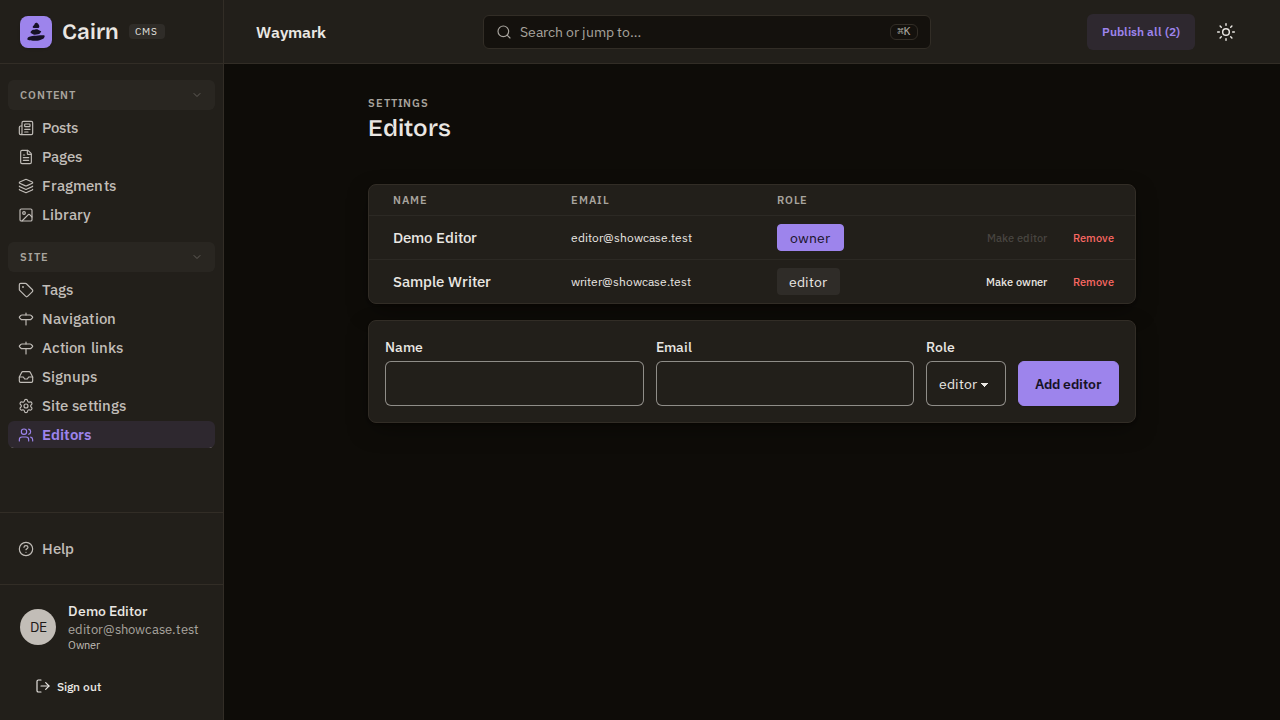 Cairn CMS
Waymark
Search or jump to...
⌘K
Publish all (2)
CONTENT
Posts
Pages
Fragments
Library
SITE
Tags
Navigation
Action links
Signups
Site settings
Editors
Help
DE
Demo Editor
editor@showcase.test
Owner
Sign out
SETTINGS
Editors
NAME EMAIL ROLE
Demo Editor editor@showcase.test owner Make editor Remove
Sample Writer writer@showcase.test editor Make owner Remove
Name Email Role
editor Add editor